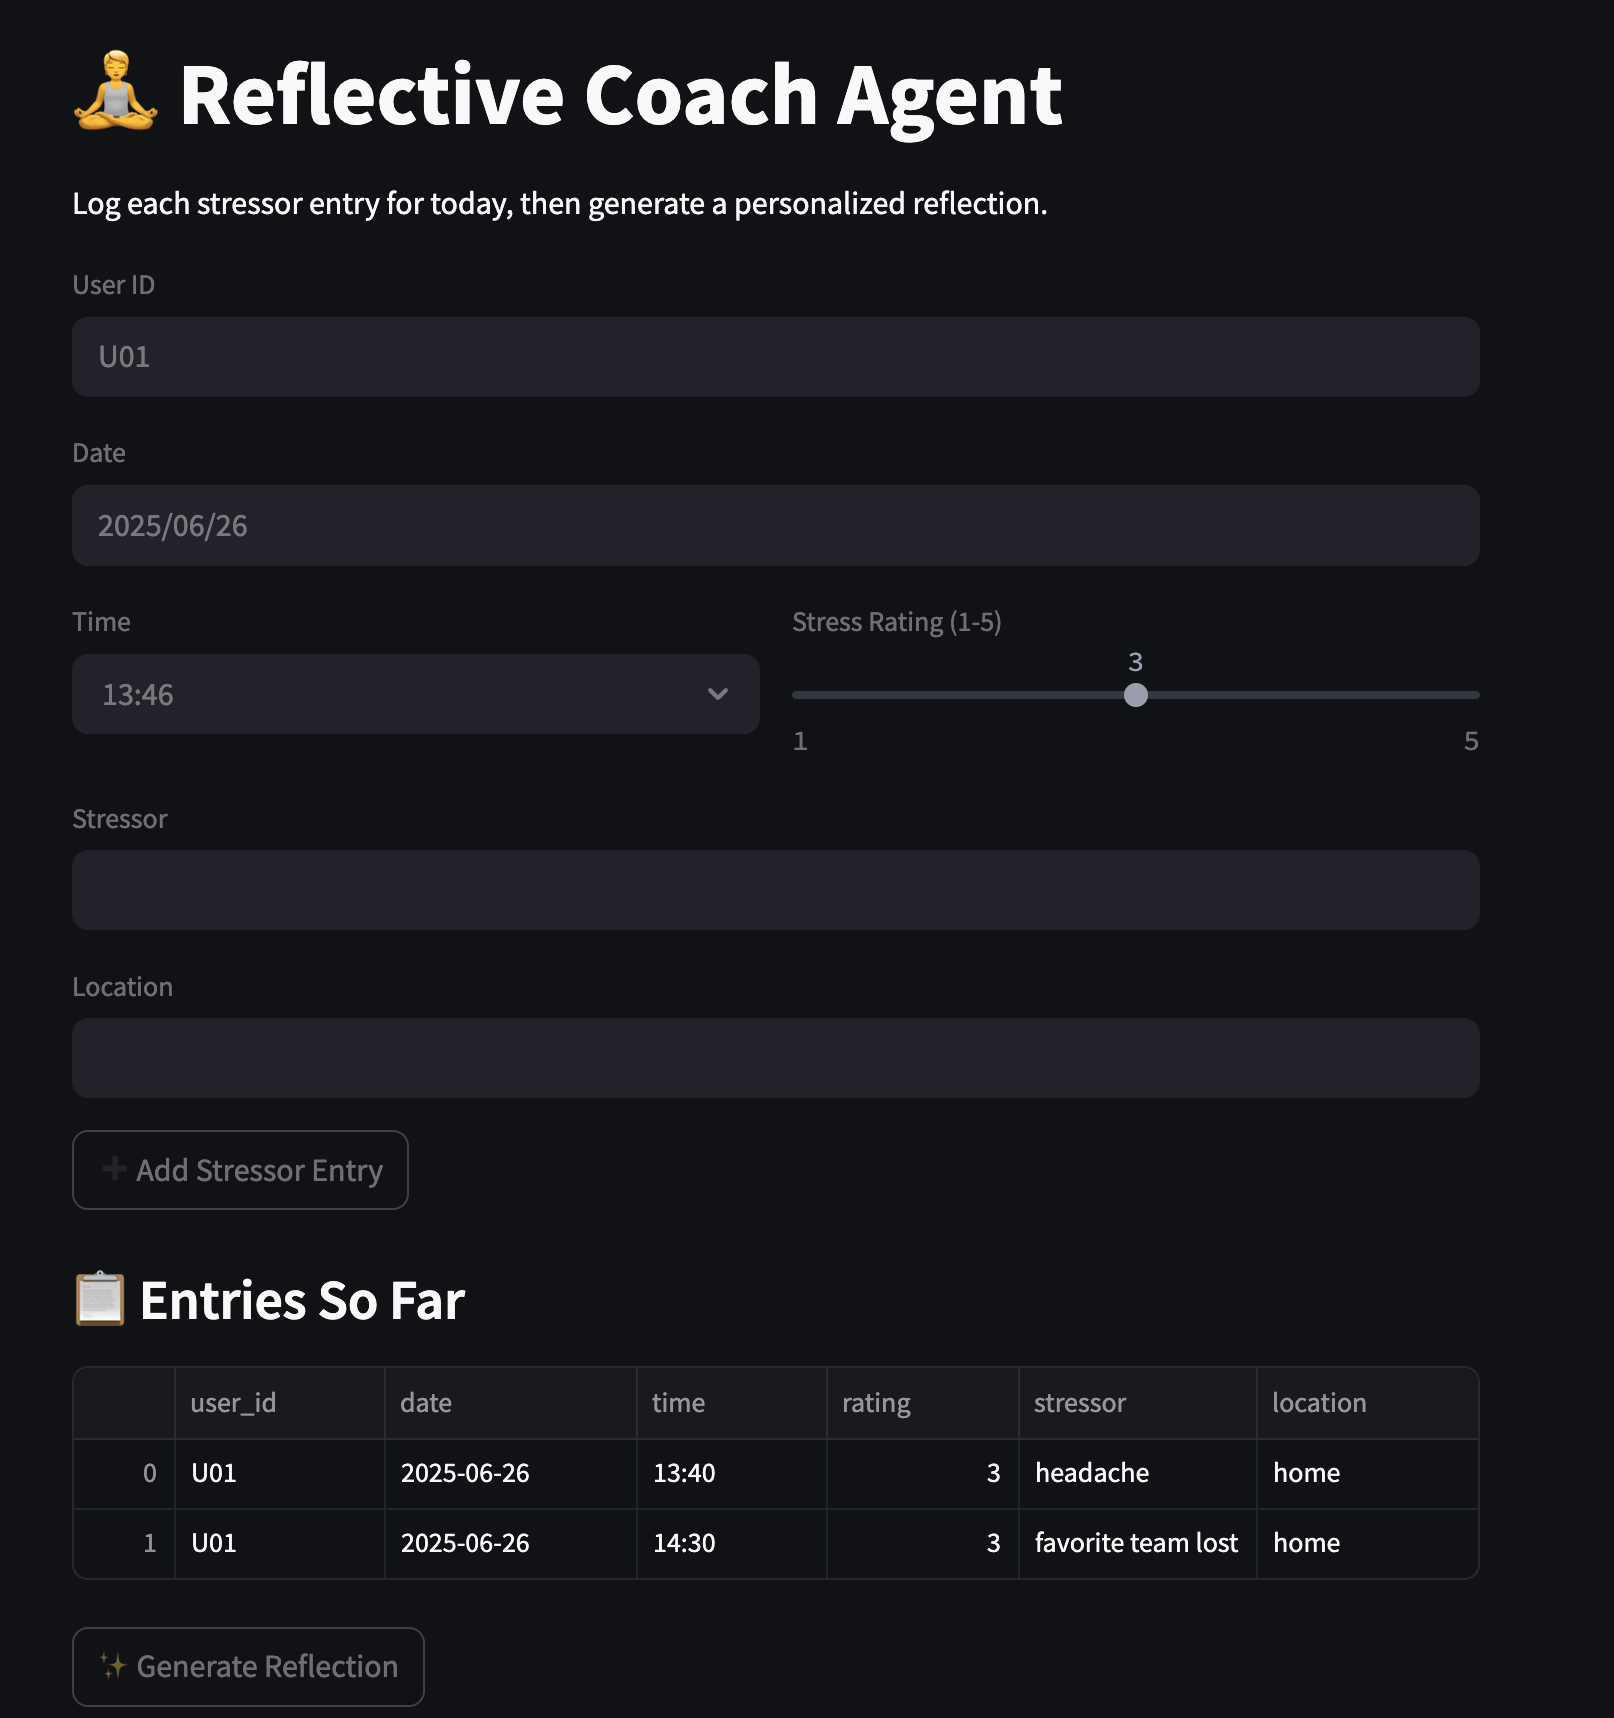 Reflective Coach Agent
Log each stressor entry for today, then generate a personalized reflection.
User ID
U01
Date
2025/06/26
Time
13:46
Stress Rating (1-5)
3
1 5
Stressor
Location
Add Stressor Entry
Entries So Far
user_id date time rating stressor location
0 U01 2025-06-26 13:40 3 headache home
1 U01 2025-06-26 14:30 3 favorite team lost home
Generate Reflection